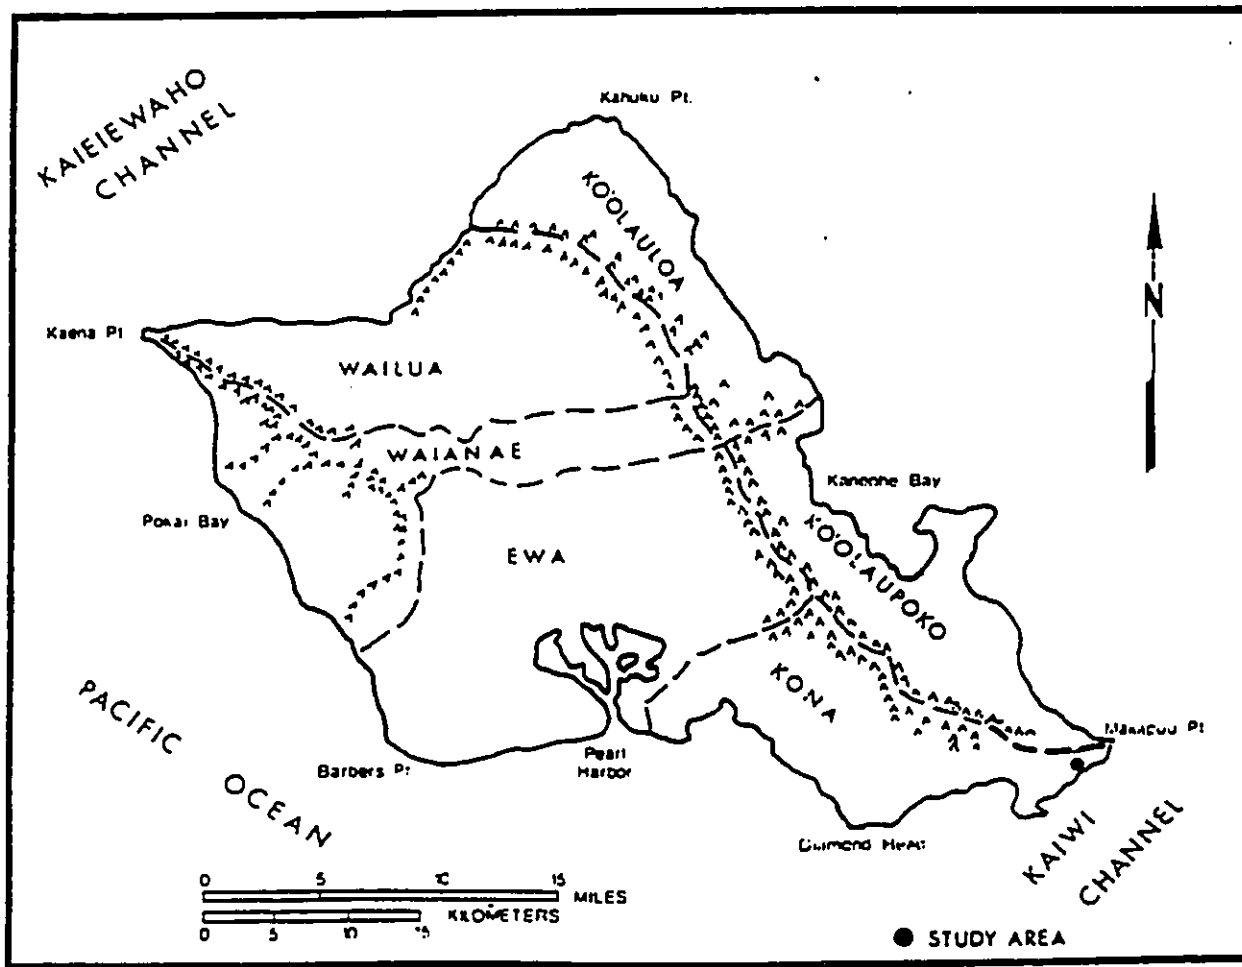 KAIEIEWAHO
CHANNEL
Kahuku Pt.
KO'OLAULOA
N
Kaena Pt
WAILUA
WAIANAE
Pokai Bay
Kaneohe Bay
KO'OLAUPOKO
EWA
KONA
PACIFIC
OCEAN
Barbers Pt
Pearl
Harbor
Makapuu Pt
Diamond Head
KAIWI
CHANNEL
0 5 10 15
MILES
KILOMETERS
0 5 10 15
STUDY AREA